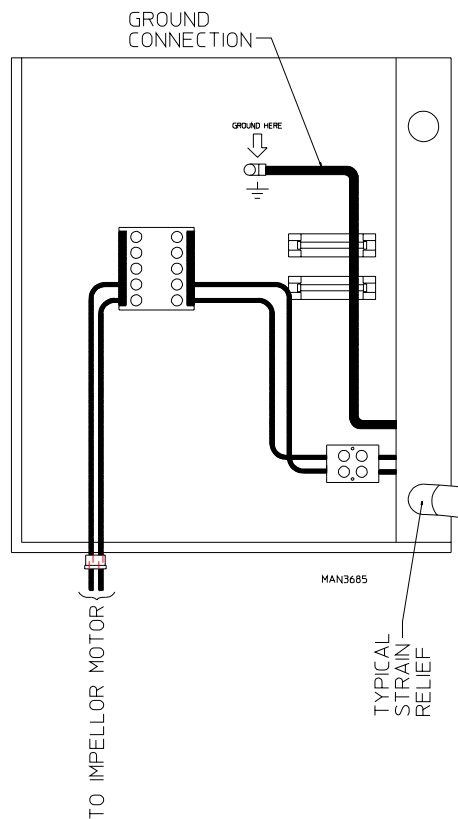 GROUND
CONNECTION
GROUND HERE
MAN3685
TO IMPELLOR MOTOR
TYPICAL
STRAIN
RELIEF